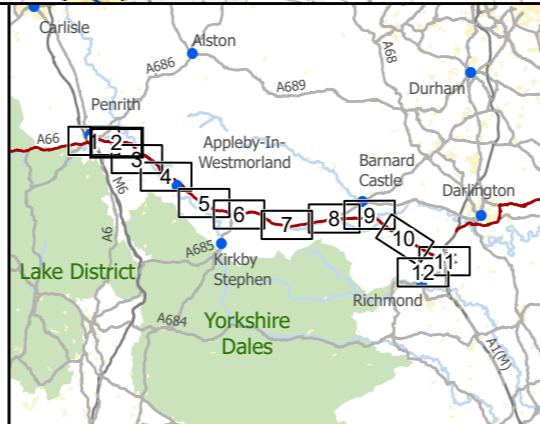 Carlisle
Alston
A68
A686
A689
Durham
Penrith
A66
1
2
3
Appleby-In-
Westmorland
Barnard
Castle
Darlington
4
M6
5
6
7
8
9
10
11
12
A6
A685
Kirkby
Stephen
Lake District
Richmond
A684
Yorkshire
Dales
A1(M)